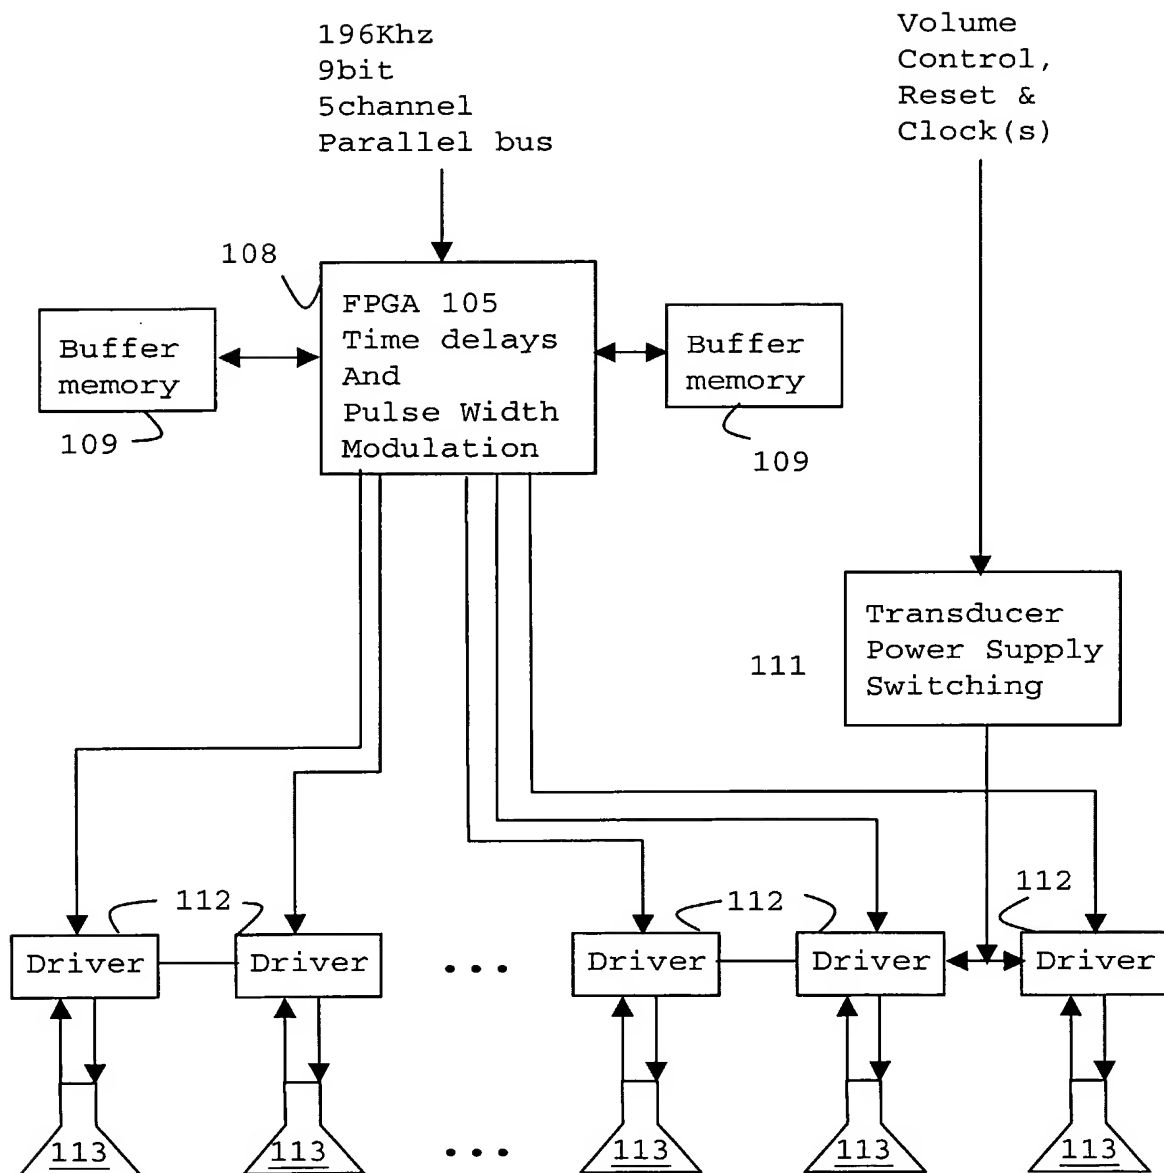 196Khz
9bit
5channel
Parallel bus
Volume
Control,
Reset &
Clock(s)
108
FPGA 105
Time delays
And
Pulse Width
Modulation
Buffer
memory
109
Buffer
memory
109
Transducer
Power Supply
Switching
111
112
112
112
Driver
Driver
...
Driver
Driver
Driver
113
113
...
113
113
113